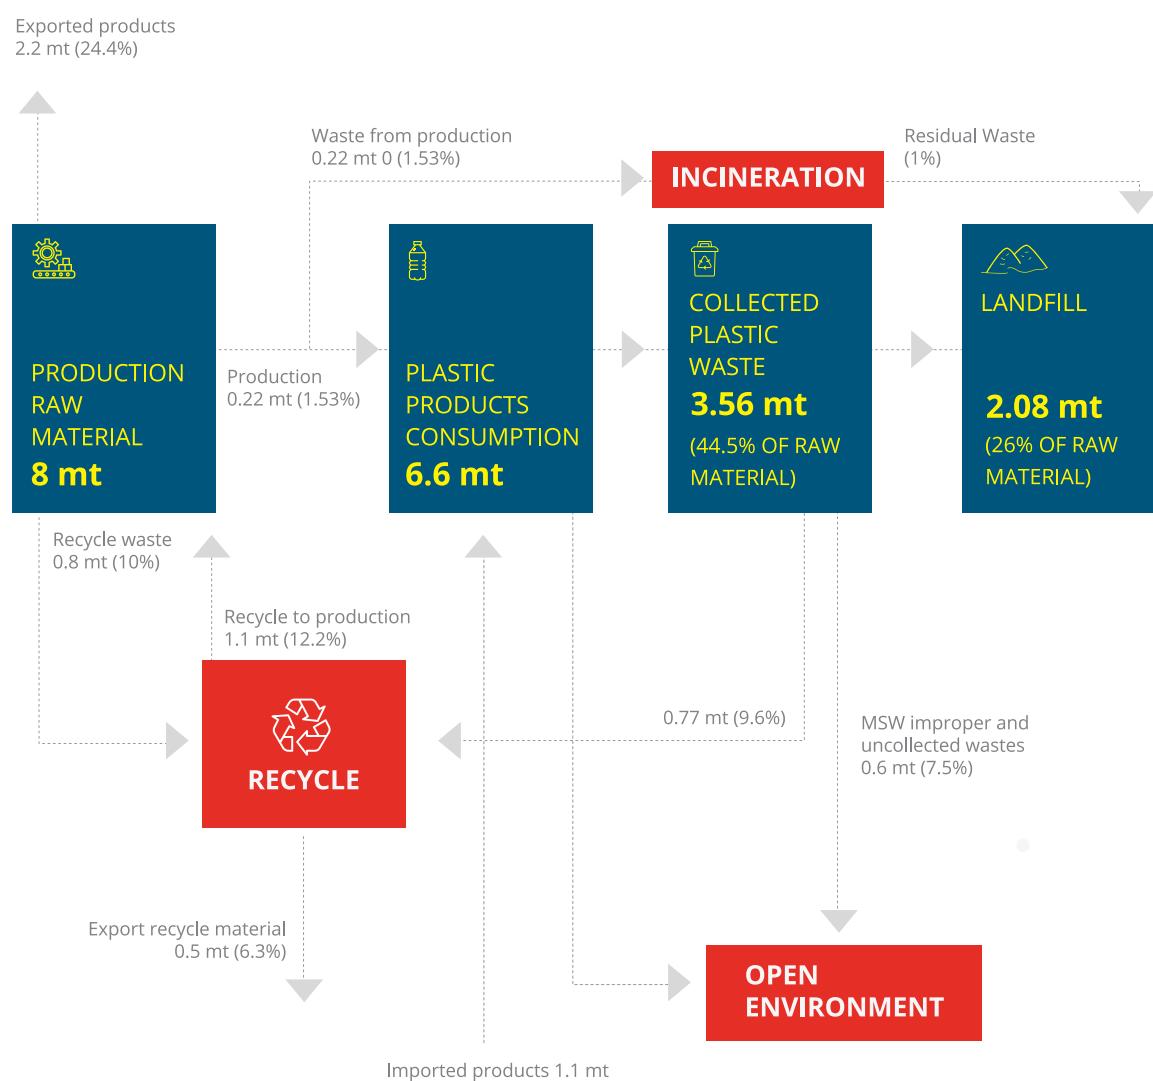 Exported products
2.2 mt (24.4%)
Waste from production
0.22 mt 0 (1.53%)
INCINERATION
Residual Waste
(1%)
PRODUCTION
RAW
MATERIAL
8 mt
Production
0.22 mt (1.53%)
PLASTIC
PRODUCTS
CONSUMPTION
6.6 mt
COLLECTED
PLASTIC
WASTE
3.56 mt
(44.5% OF RAW
MATERIAL)
LANDFILL
2.08 mt
(26% OF RAW
MATERIAL)
Recycle waste
0.8 mt (10%)
Recycle to production
1.1 mt (12.2%)
RECYCLE
0.77 mt (9.6%)
MSW improper and
uncollected wastes
0.6 mt (7.5%)
Export recycle material
0.5 mt (6.3%)
OPEN
ENVIRONMENT
Imported products 1.1 mt